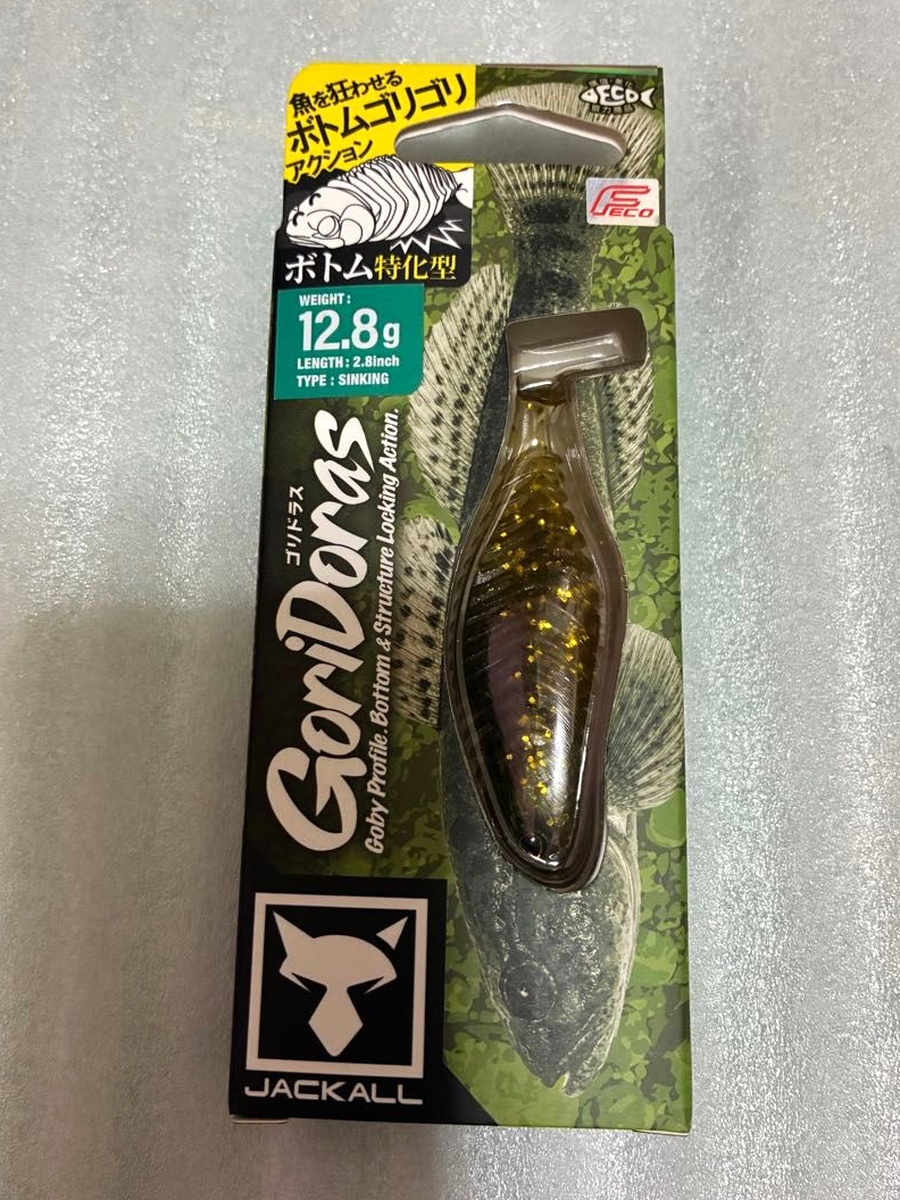 魚を狂わせる
ボトムゴリゴリ
アクション
ボトム特化型
WEIGHT :
12.8g
LENGTH : 2.8inch
TYPE : SINKING
ECO
FECO
ゴリドラス
GoriDoras
Goby Profile. Bottom & Structure Locking Action.
JACKALL